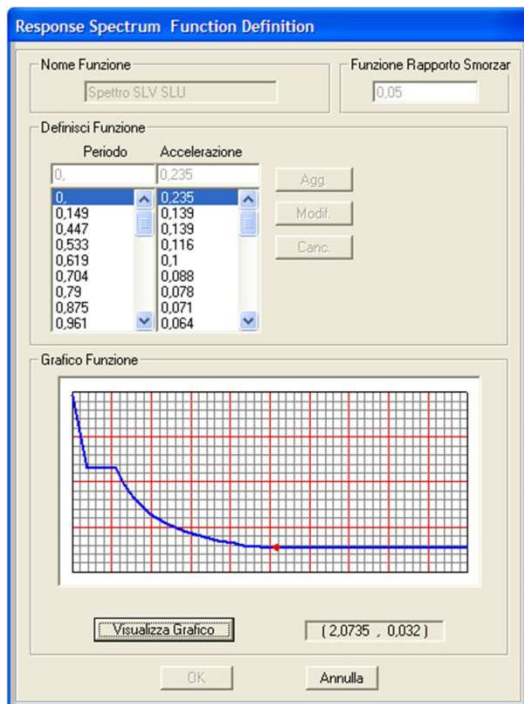 Response Spectrum Function Definition
Nome Funzione
Funzione Rapporto Smorzar
Spettro SLV SLU
0,05
Definisci Funzione
Periodo Accelerazione
0, 0,235
Agg.
0, 0,235
0,149 0,139
Modif.
0,447 0,139
0,533 0,116
Canc.
0,619 0,1
0,704 0,088
0,79 0,078
0,875 0,071
0,961 0,064
Grafico Funzione
Visualizza Grafico
( 2,0735 , 0,032 )
OK
Annulla